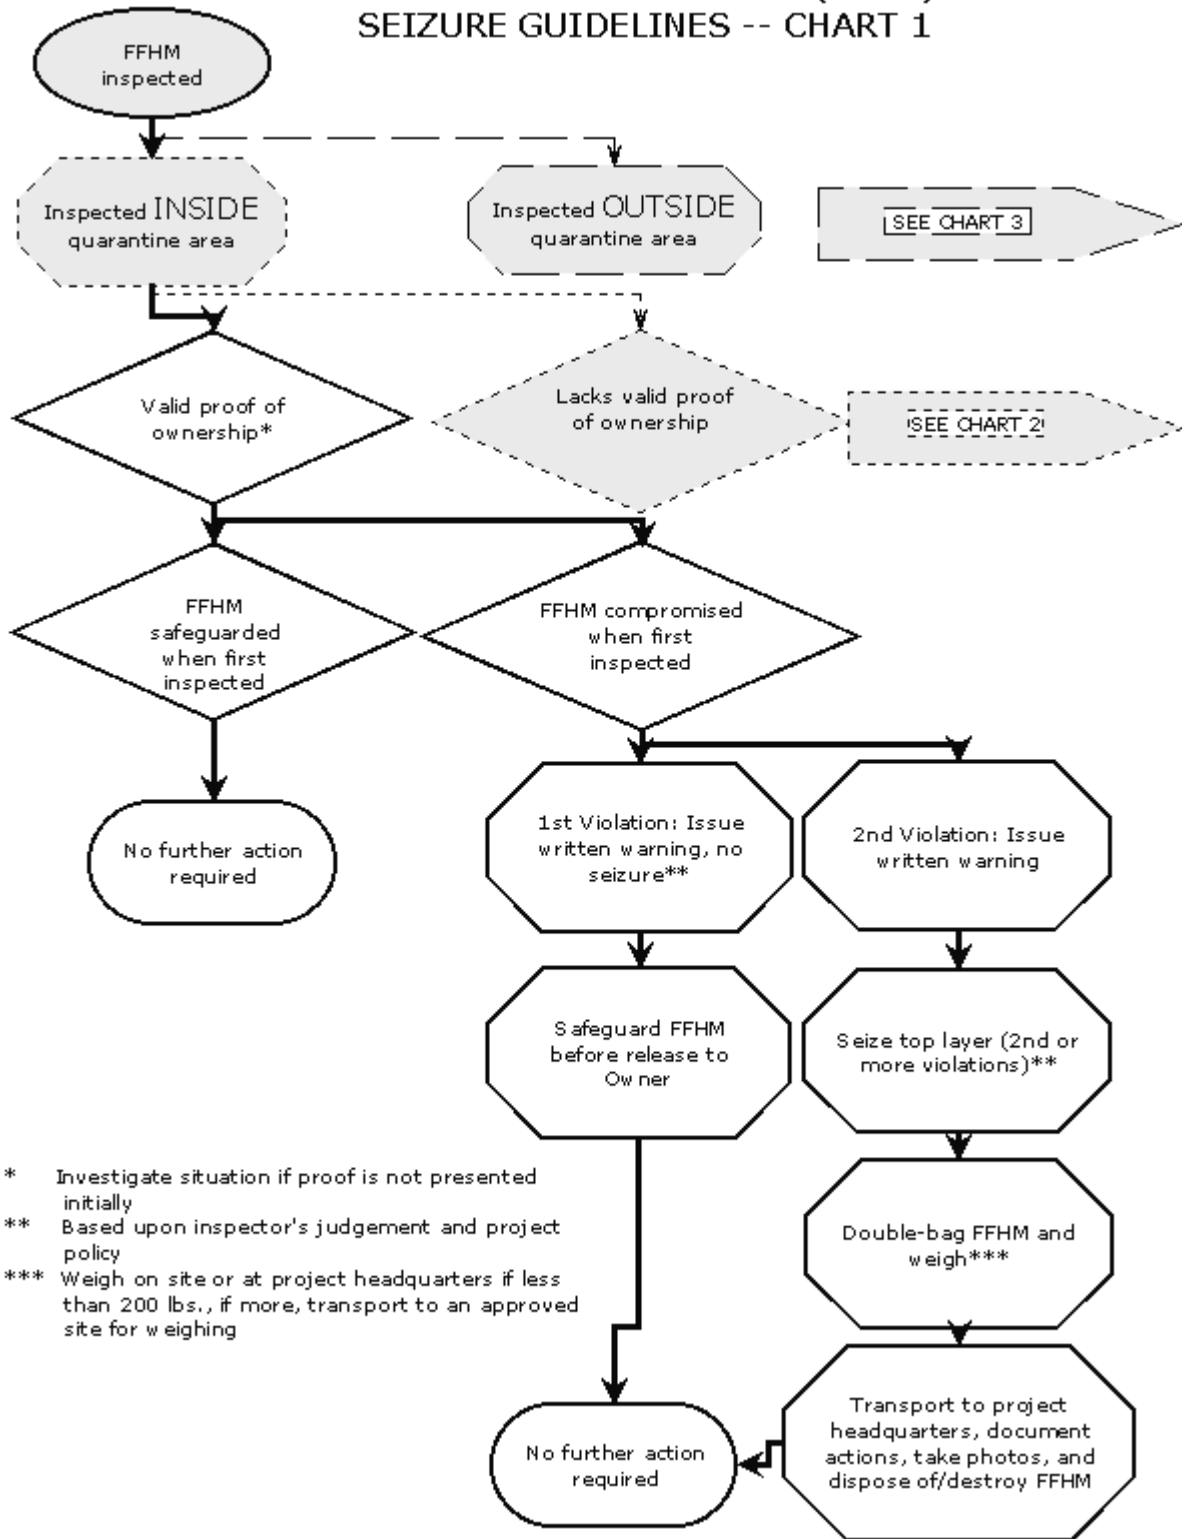 SEIZURE GUIDELINES -- CHART 1
FFHM
inspected
Inspected INSIDE
quarantine area
Inspected OUTSIDE
quarantine area
SEE CHART 3
Valid proof of
ownership*
Lacks valid proof
of ownership
SEE CHART 2
FFHM
safeguarded
when first
inspected
FFHM compromised
when first
inspected
No further action
required
1st Violation: Issue
written warning, no
seizure**
2nd Violation: Issue
written warning
Safeguard FFHM
before release to
Owner
Seize top layer (2nd or
more violations)**
Double-bag FFHM and
weigh***
* Investigate situation if proof is not presented
initially
** Based upon inspector's judgement and project
policy
*** Weigh on site or at project headquarters if less
than 200 lbs., if more, transport to an approved
site for weighing
No further action
required
Transport to project
headquarters, document
actions, take photos, and
dispose of/destroy FFHM